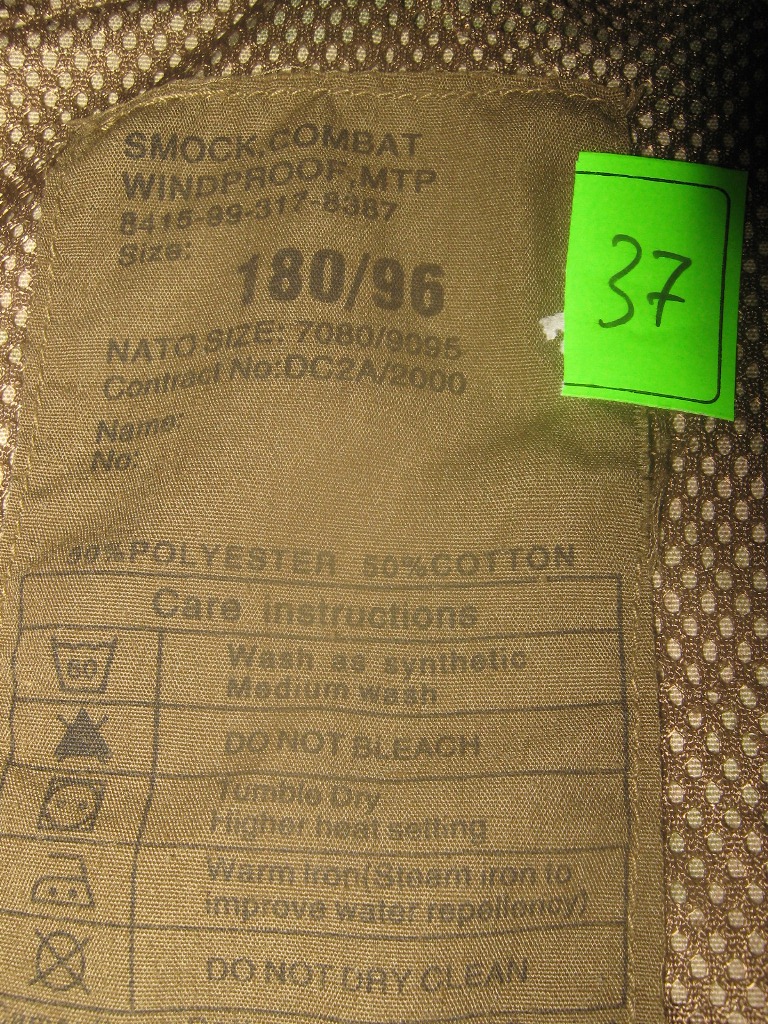 SMOCK,COMBAT
WINDPROOF,MTP
8415-99-317-8387
Size:
180/96
37
NATO SIZE: 7080/9095
Contract No:DC2A/2000
Name:
No:
50%POLYESTER 50%COTTON
Care instructions
60
Wash as synthetic
Medium wash
DO NOT BLEACH
Tumble Dry
Higher heat setting
Warm Iron(Steam iron to
improve water repellency)
DO NOT DRY CLEAN